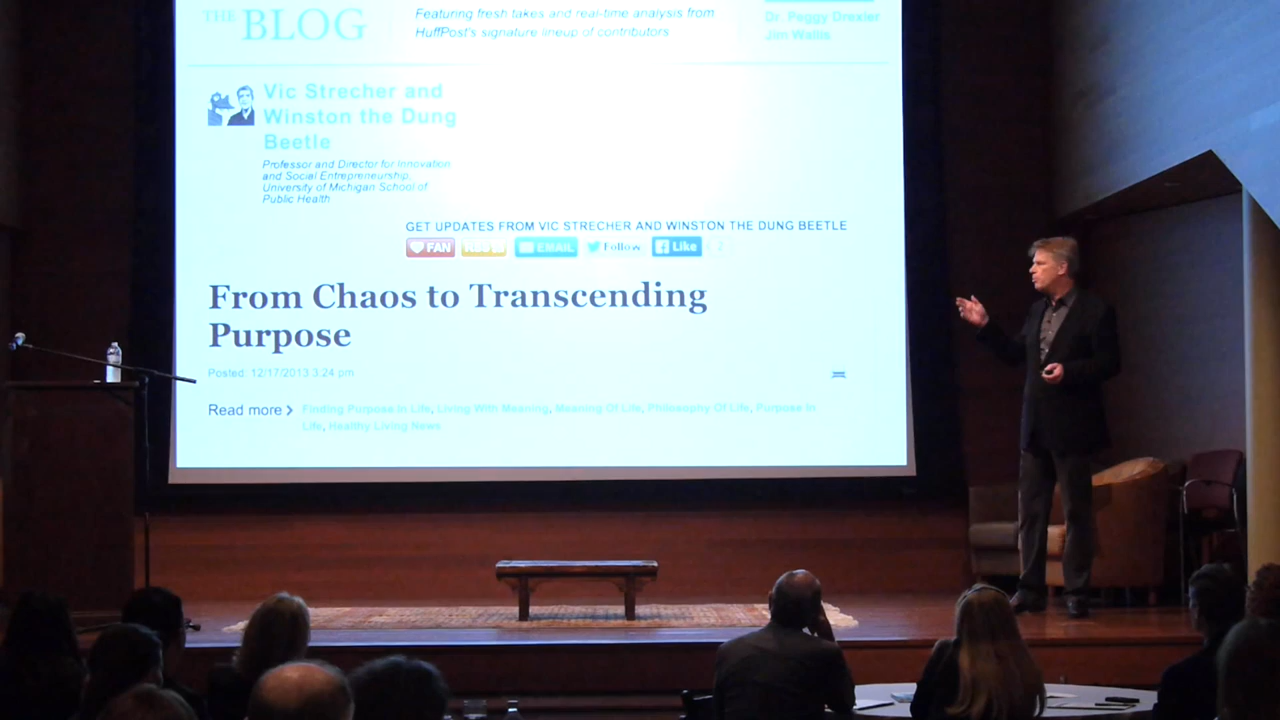 THE BLOG
Featuring fresh takes and real-time analysis from
HuffPost's signature lineup of contributors
Dr. Peggy Drexler
Jim Wallis
Vic Strecher and
Winston the Dung
Beetle
Professor and Director for Innovation
and Social Entrepreneurship,
University of Michigan School of
Public Health
GET UPDATES FROM VIC STRECHER AND WINSTON THE DUNG BEETLE
FAN RSS EMAIL Follow Like 2
From Chaos to Transcending
Purpose
Posted: 12/17/2013 3:24 pm
Read more > Finding Purpose In Life, Living With Meaning, Meaning Of Life, Philosophy Of Life, Purpose In
Life, Healthy Living News